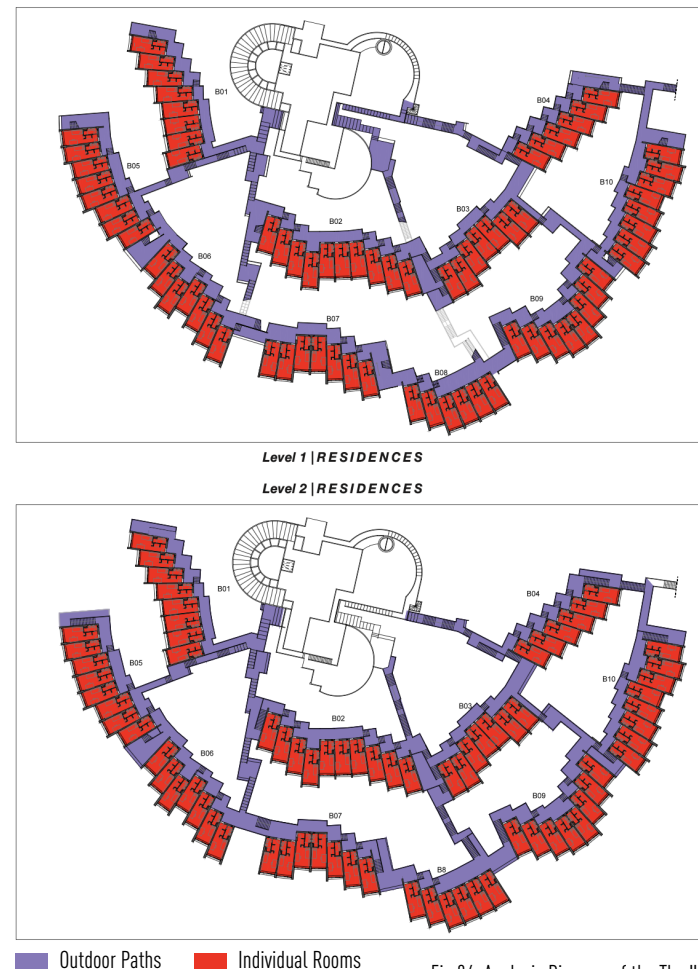 B01
B04
B05
B10
B03
B02
B06
B09
B07
B08
Level 1 | RESIDENCES
Level 2 | RESIDENCES
B01
B04
B05
B10
B03
B02
B06
B09
B07
B8
Outdoor Paths
Individual Rooms